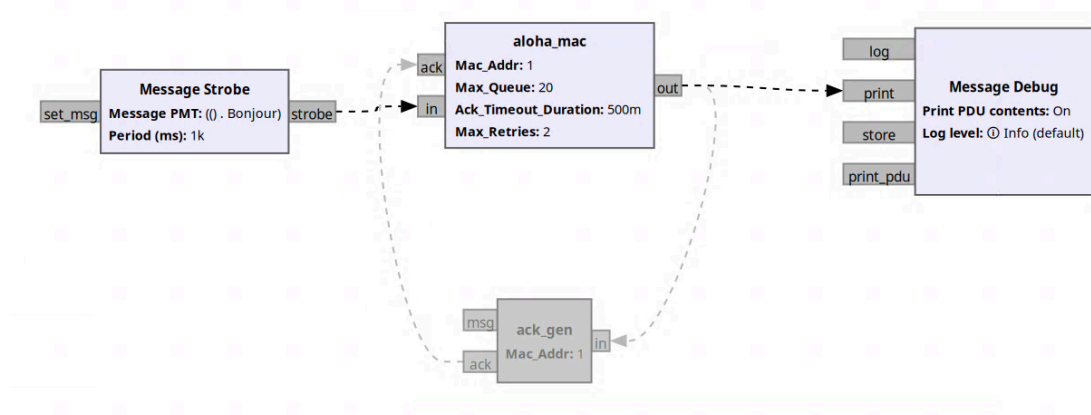 set_msg
Message Strobe
Message PMT: (() . Bonjour)
Period (ms): 1k
strobe
ack
in
aloha_mac
Mac_Addr: 1
Max_Queue: 20
Ack_Timeout_Duration: 500m
Max_Retries: 2
out
log
print
store
print_pdu
Message Debug
Print PDU contents: On
Log level: 🛈 Info (default)
msg
ack
ack_gen
Mac_Addr: 1
in